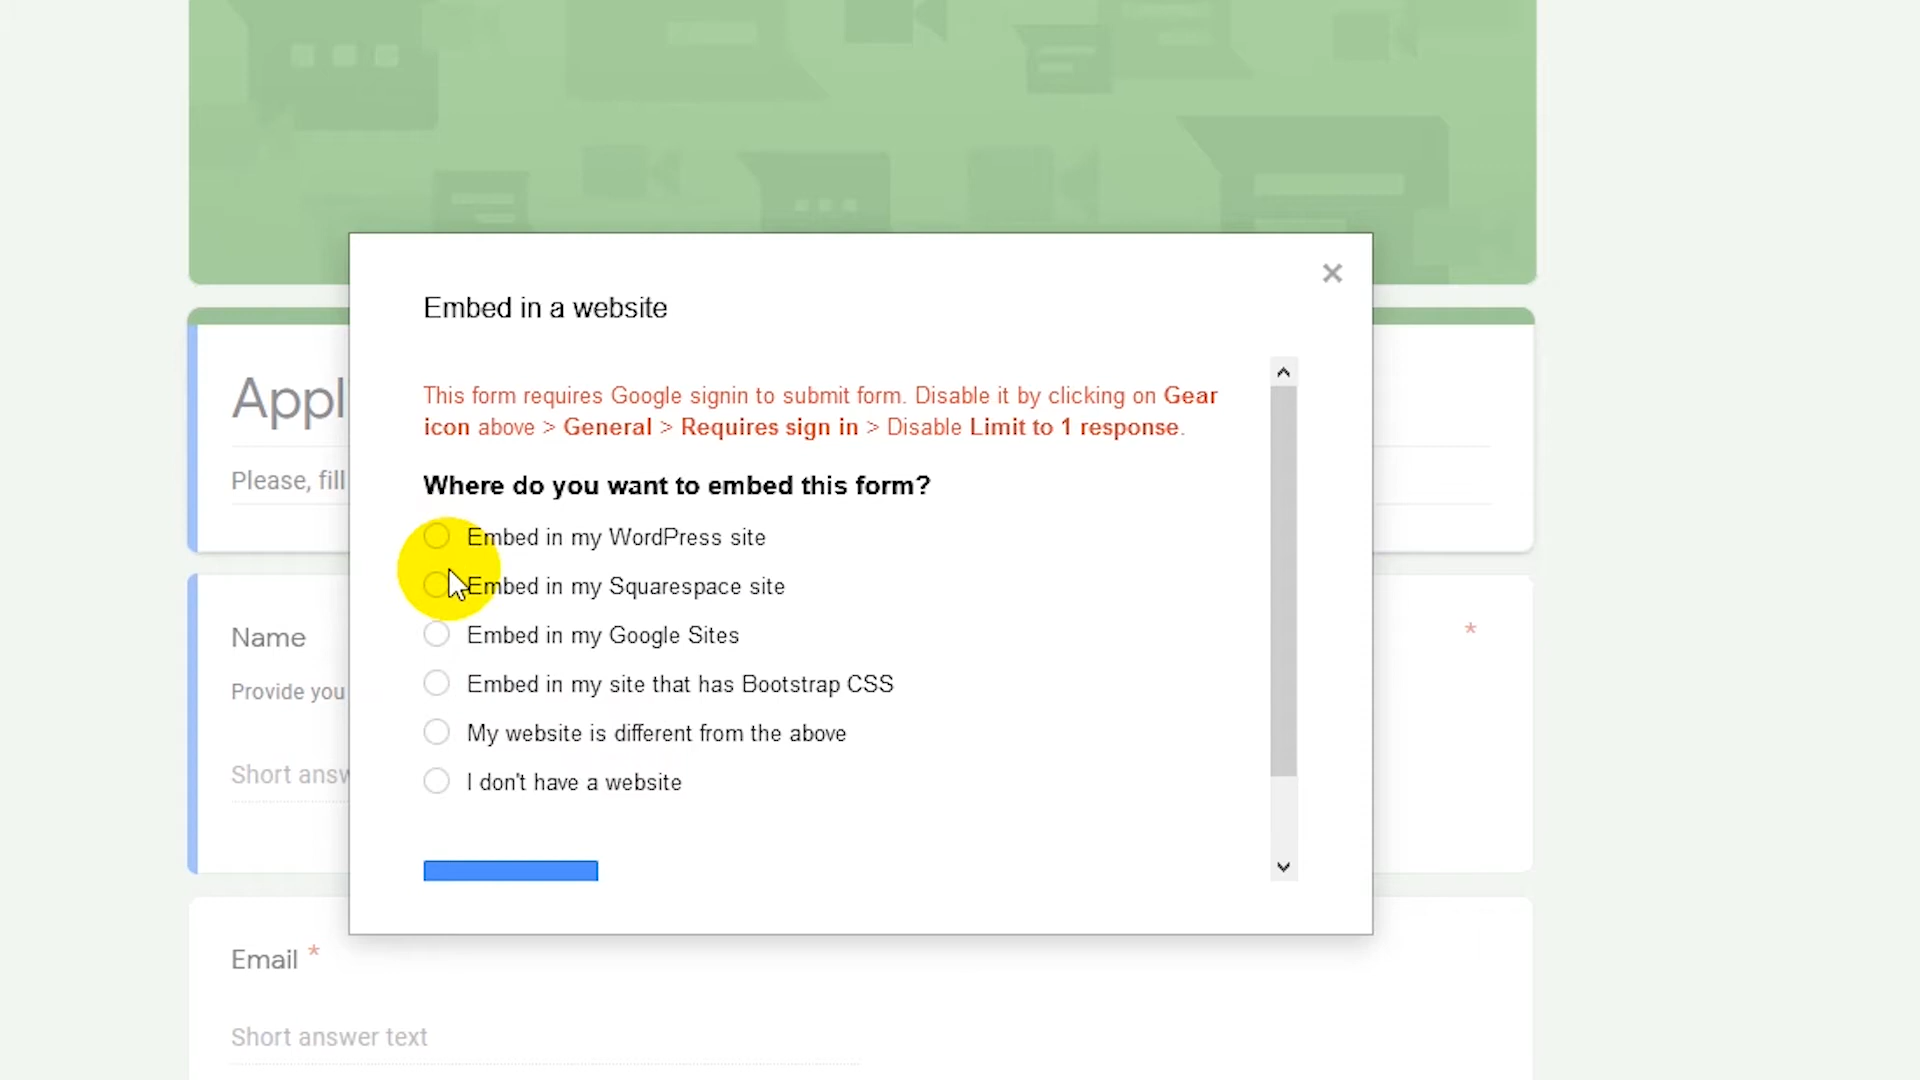 Embed in a website
This form requires Google signin to submit form. Disable it by clicking on Gear
icon above > General > Requires sign in > Disable Limit to 1 response.
Where do you want to embed this form?
Embed in my WordPress site
Embed in my Squarespace site
Embed in my Google Sites
Embed in my site that has Bootstrap CSS
My website is different from the above
I don't have a website
Appl
Please, fill
Name
*
Provide you
Short answ
Email *
Short answer text